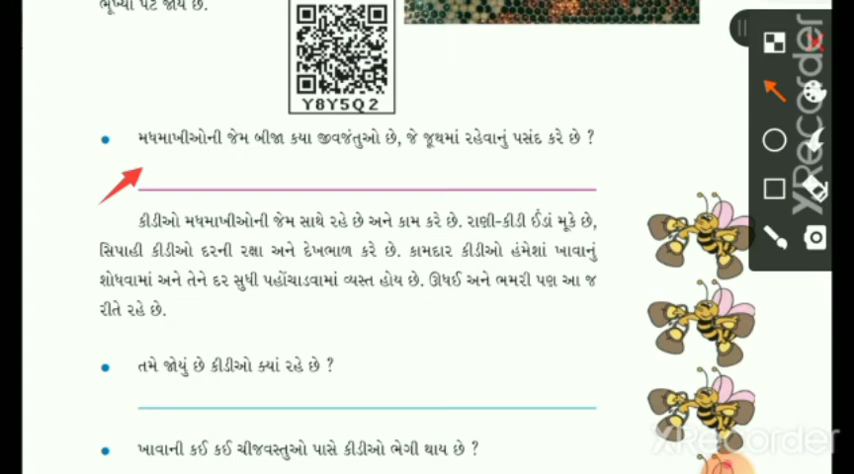 ભૂખ્યા પેટે જાય છે.
Y8Y5Q2
• મધમાખીઓની જેમ બીજા કયા જીવજંતુઓ છે, જે જૂથમાં રહેવાનું પસંદ કરે છે ?
કીડીઓ મધમાખીઓની જેમ સાથે રહે છે અને કામ કરે છે. રાણી-કીડી ઈંડાં મૂકે છે,
સિપાહી કીડીઓ દરની રક્ષા અને દેખભાળ કરે છે. કામદાર કીડીઓ હંમેશાં ખાવાનું
શોધવામાં અને તેને દર સુધી પહોંચાડવામાં વ્યસ્ત હોય છે. ઊધઈ અને ભમરી પણ આ જ
રીતે રહે છે.
• તમે જોયું છે કીડીઓ ક્યાં રહે છે ?
• ખાવાની કઈ કઈ ચીજવસ્તુઓ પાસે કીડીઓ ભેગી થાય છે ?
XRecorder
XRecorder